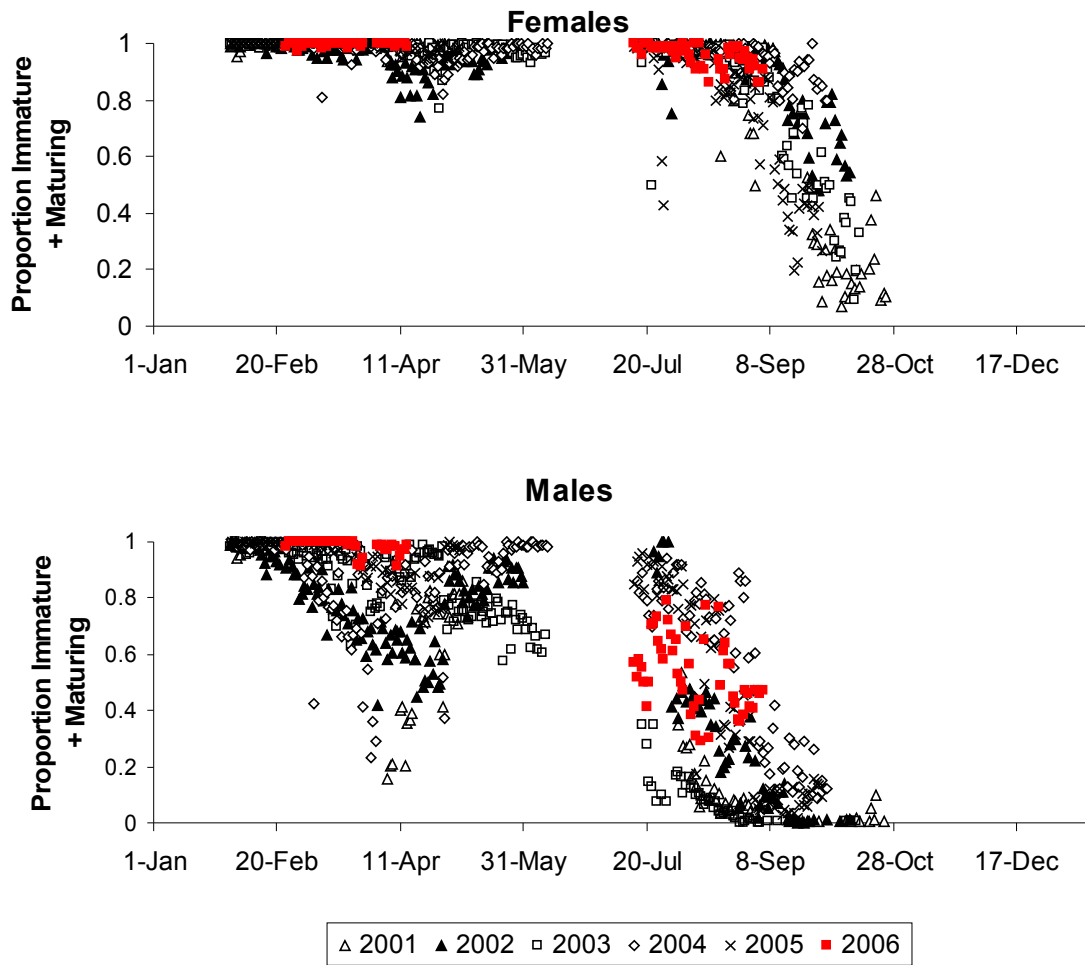 Females
Proportion Immature
+ Maturing
1
0.8
0.6
0.4
0.2
0
1-Jan 20-Feb 11-Apr 31-May 20-Jul 8-Sep 28-Oct 17-Dec
Males
Proportion Immature
+ Maturing
1
0.8
0.6
0.4
0.2
0
1-Jan 20-Feb 11-Apr 31-May 20-Jul 8-Sep 28-Oct 17-Dec
2001 2002 2003 2004 2005 2006